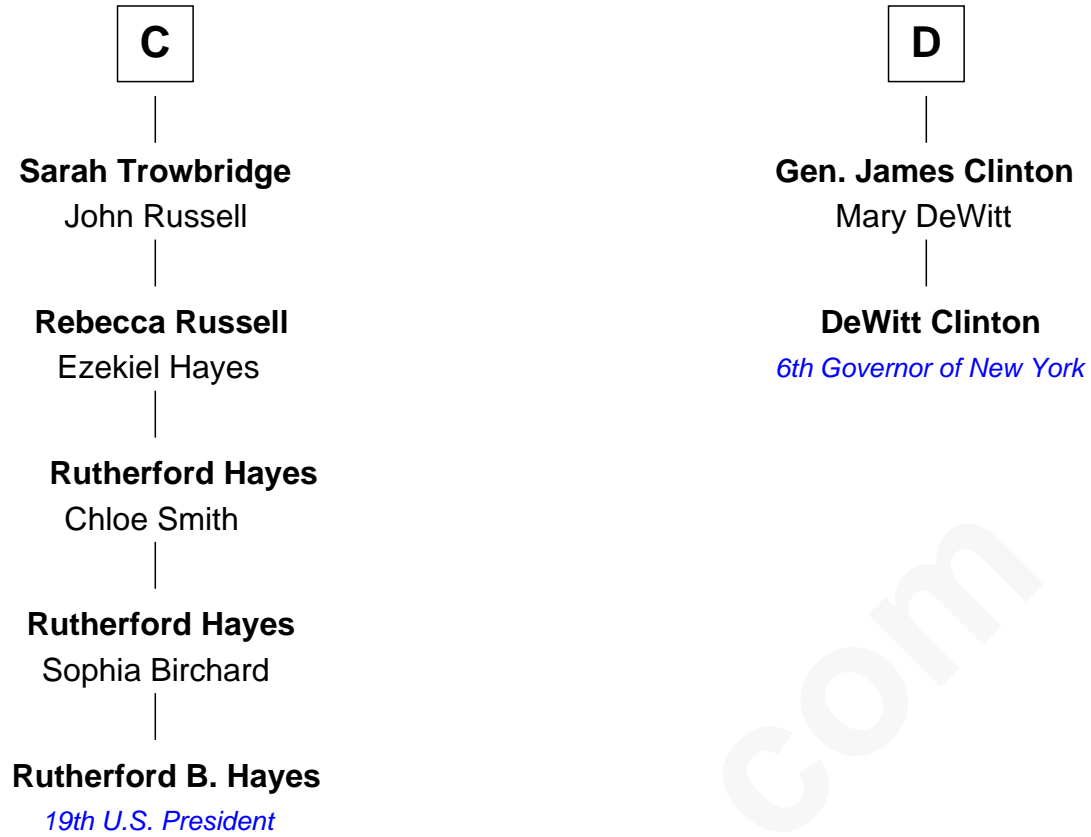 C
Sarah Trowbridge
John Russell
Rebecca Russell
Ezekiel Hayes
Rutherford Hayes
Chloe Smith
Rutherford Hayes
Sophia Birchard
Rutherford B. Hayes
19th U.S. President
D
Gen. James Clinton
Mary DeWitt
DeWitt Clinton
6th Governor of New York
com